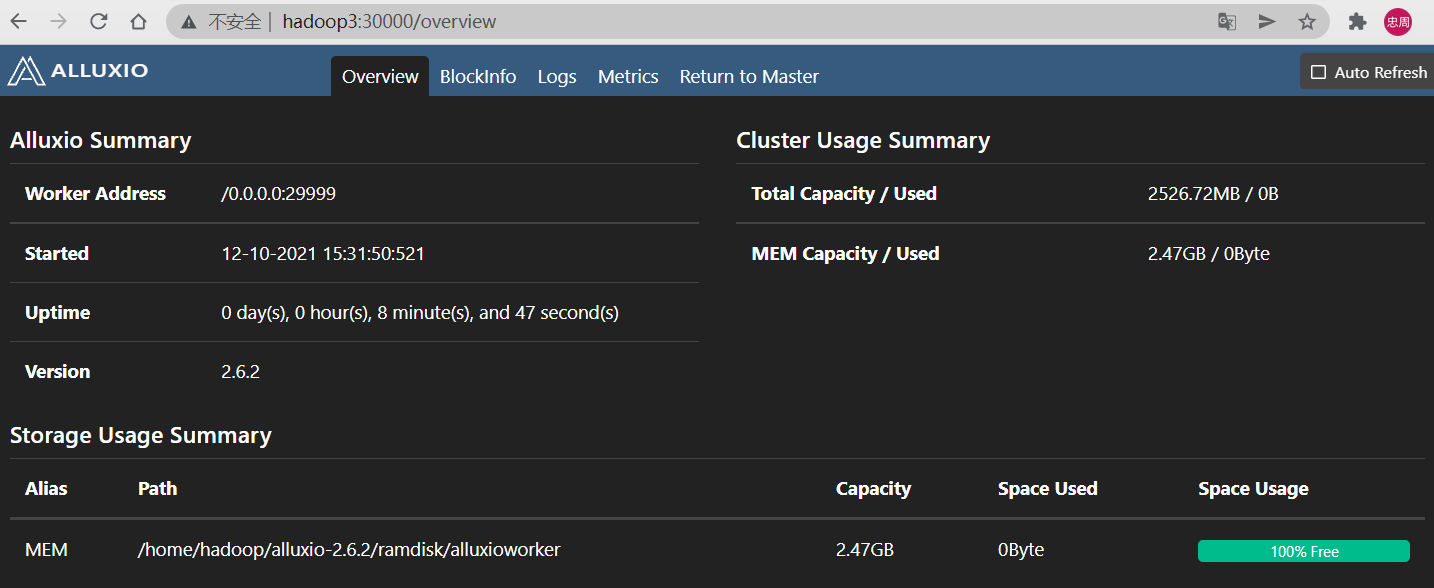 不安全 | hadoop3:30000/overview
忠周
ALLUXIO Overview BlockInfo Logs Metrics Return to Master Auto Refresh
Alluxio Summary
Worker Address /0.0.0.0:29999
Started 12-10-2021 15:31:50:521
Uptime 0 day(s), 0 hour(s), 8 minute(s), and 47 second(s)
Version 2.6.2
Cluster Usage Summary
Total Capacity / Used 2526.72MB / 0B
MEM Capacity / Used 2.47GB / 0Byte
Storage Usage Summary
Alias Path Capacity Space Used Space Usage
MEM /home/hadoop/alluxio-2.6.2/ramdisk/alluxioworker 2.47GB 0Byte 100% Free